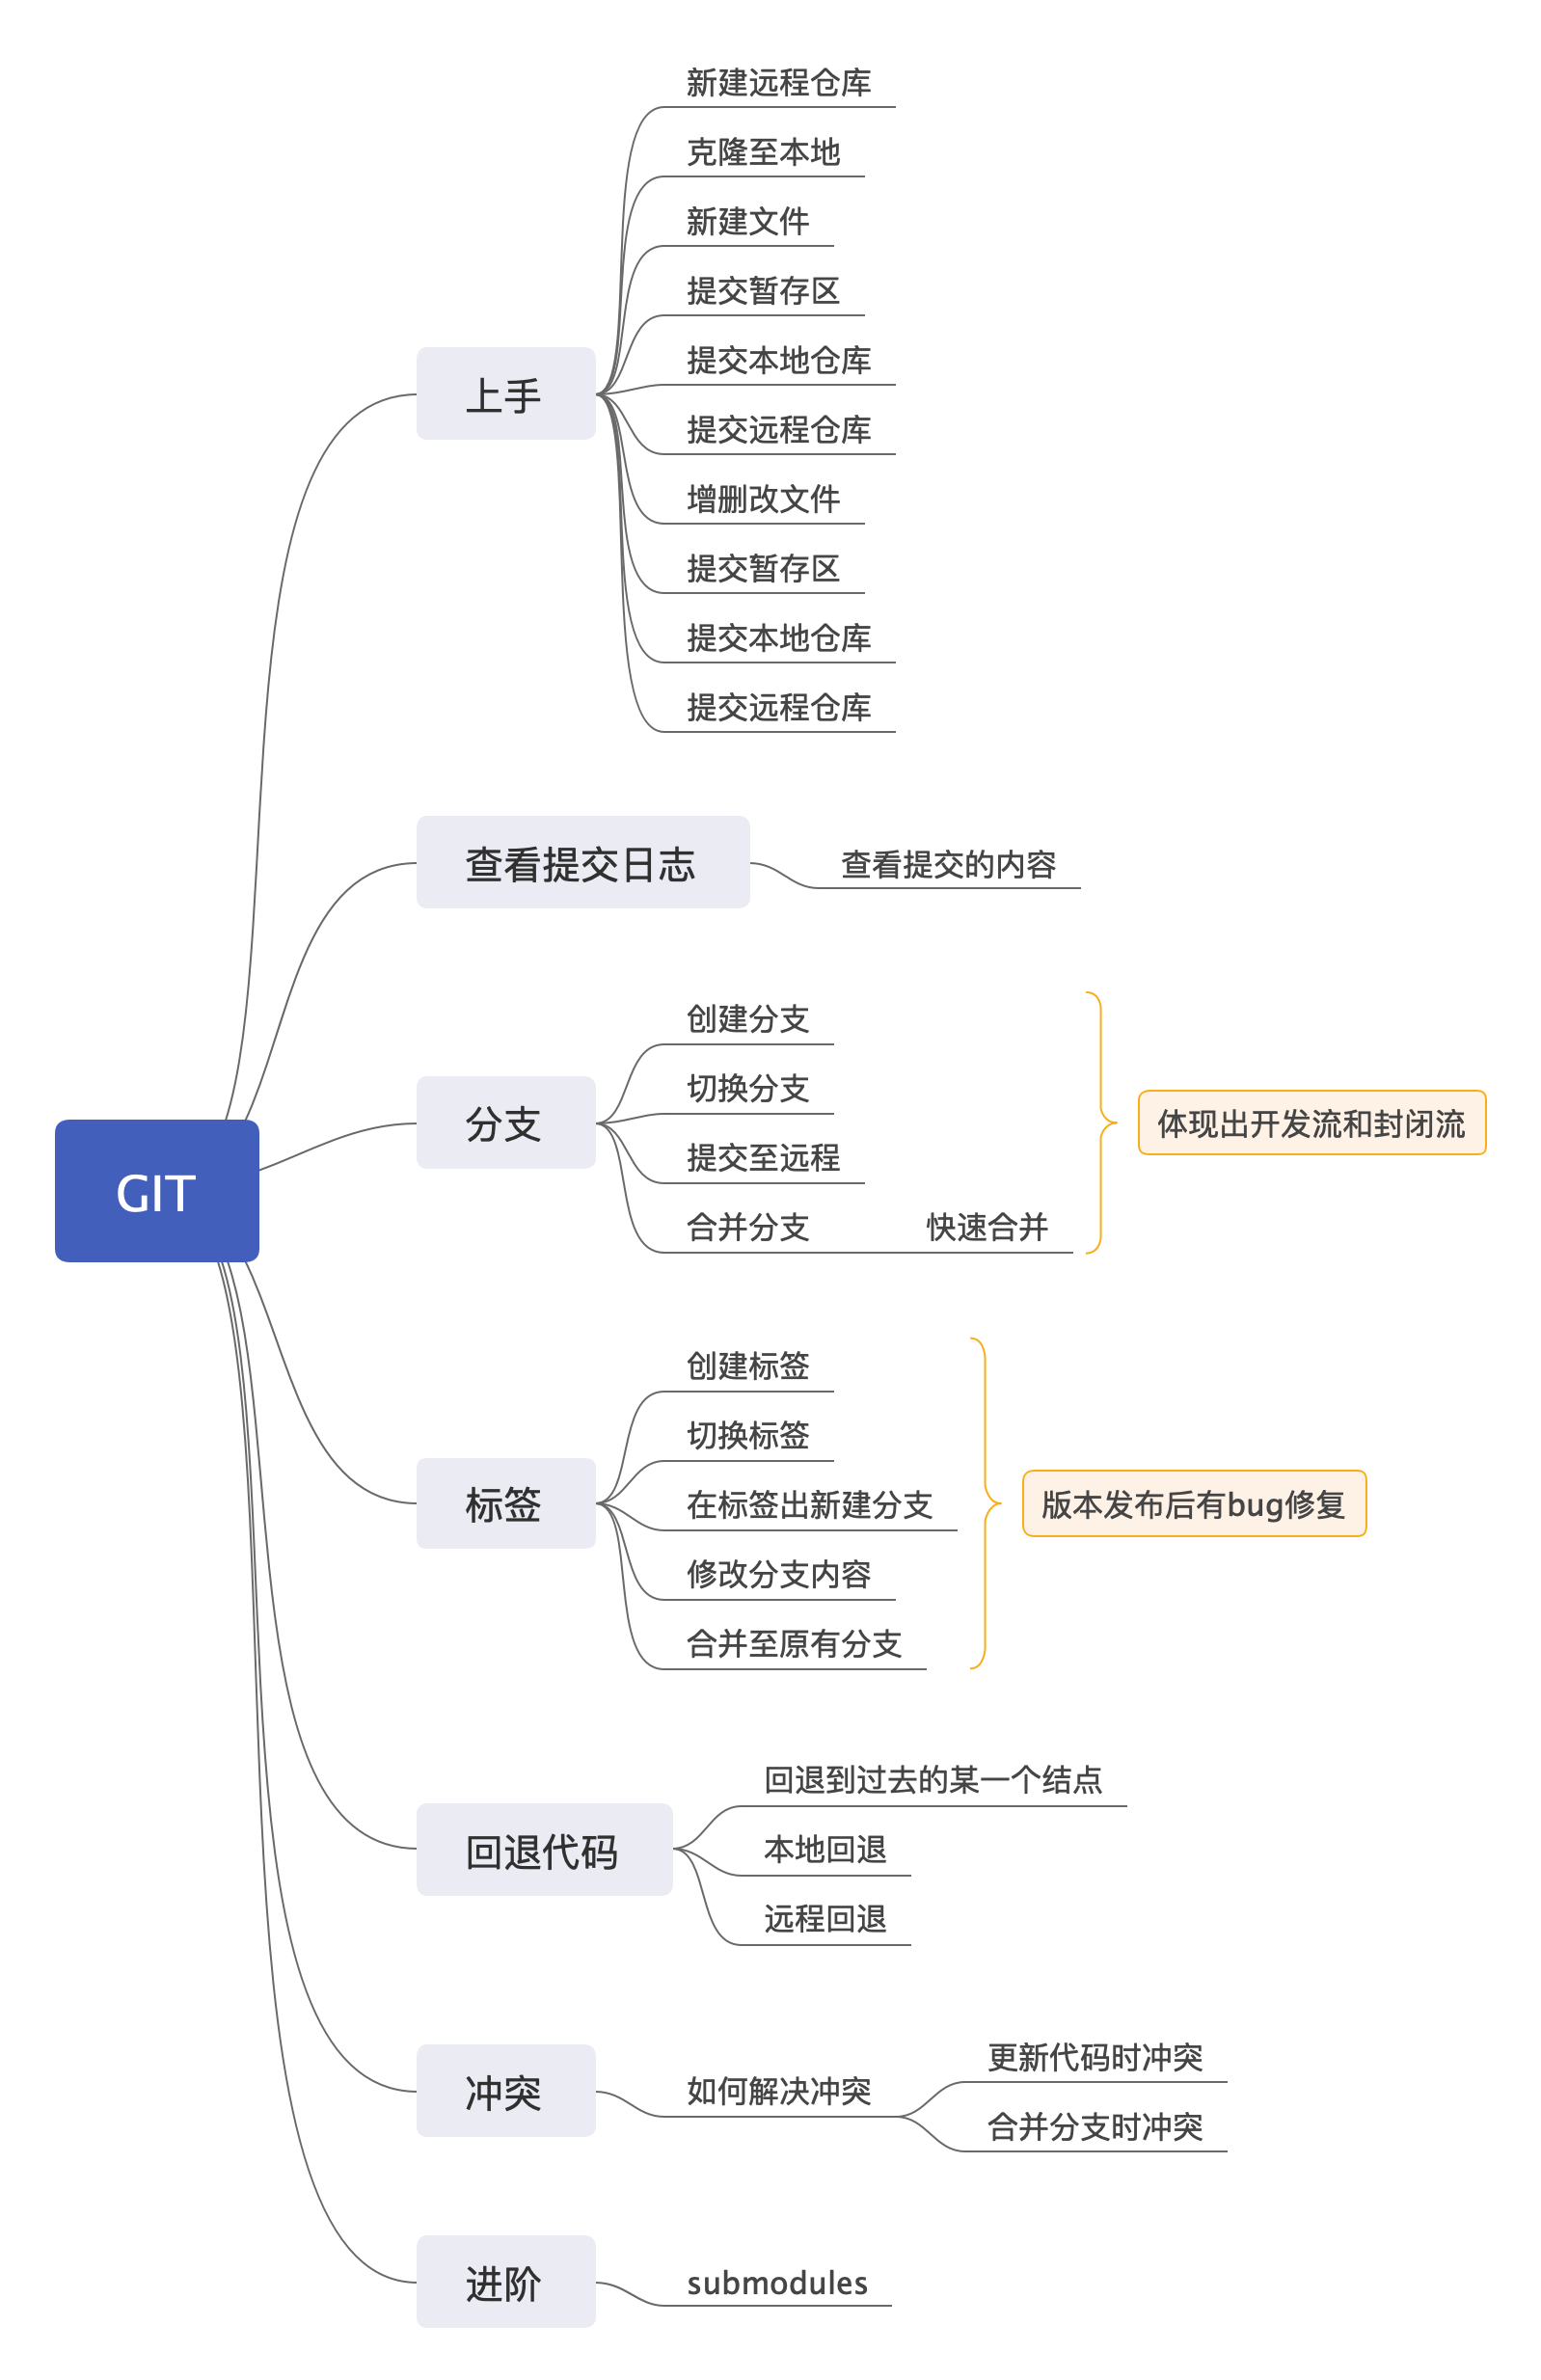 GIT
上手
新建远程仓库
克隆至本地
新建文件
提交暂存区
提交本地仓库
提交远程仓库
增删改文件
提交暂存区
提交本地仓库
提交远程仓库
查看提交日志
查看提交的内容
分支
创建分支
切换分支
提交至远程
合并分支
快速合并
体现出开发流和封闭流
标签
创建标签
切换标签
在标签出新建分支
修改分支内容
合并至原有分支
版本发布后有bug修复
回退代码
回退到过去的某一个结点
本地回退
远程回退
冲突
如何解决冲突
更新代码时冲突
合并分支时冲突
进阶
submodules